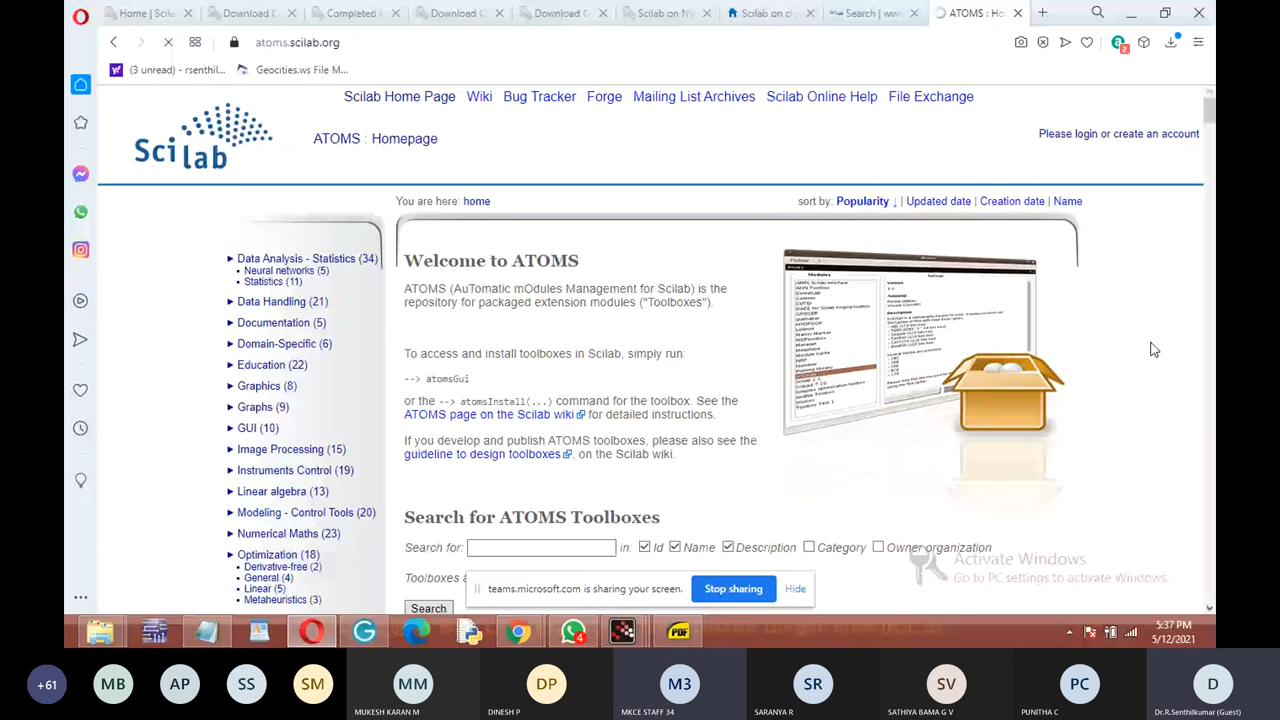 Home | Scile
Download C
Completed
Download C
Download C
Scilab on N
Scilab on clo
Search | www
ATOMS : Ho
atoms.scilab.org
(3 unread) - rsenthil...
Geocities.ws File M...
2
Scilab Home Page Wiki Bug Tracker Forge Mailing List Archives Scilab Online Help File Exchange
Scilab
ATOMS : Homepage
Please login or create an account
You are here: home
sort by: Popularity ↓ | Updated date | Creation date | Name
Data Analysis - Statistics (34)
Neural networks (5)
Statistics (11)
Data Handling (21)
Documentation (5)
Domain-Specific (6)
Education (22)
Graphics (8)
Graphs (9)
GUI (10)
Image Processing (15)
Instruments Control (19)
Linear algebra (13)
Modeling - Control Tools (20)
Numerical Maths (23)
Optimization (18)
Derivative-free (2)
General (4)
Linear (5)
Metaheuristics (3)
Welcome to ATOMS
ATOMS (AuTomatic mOdules Management for Scilab) is the
repository for packaged extension modules ("Toolboxes").
To access and install toolboxes in Scilab, simply run:
--> atomsGui
or the --> atomsInstall(...) command for the toolbox. See the
ATOMS page on the Scilab wiki for detailed instructions.
If you develop and publish ATOMS toolboxes, please also see the
guideline to design toolboxes, on the Scilab wiki.
Search for ATOMS Toolboxes
Search for: in: Id Name Description Category Owner organization
Toolboxes a
Search
Activate Windows
Go to PC settings to activate Windows.
teams.microsoft.com is sharing your screen.
Stop sharing
Hide
4
PDF
5:37 PM
5/12/2021
+61
MB
AP
SS
SM
MM
DP
M3
SR
SV
PC
D
MUKESH KARAN M
DINESH P
MKCE STAFF 34
SARANYA R
SATHIYA BAMA G V
PUNITHA C
Dr.R.Senthilkumar (Guest)